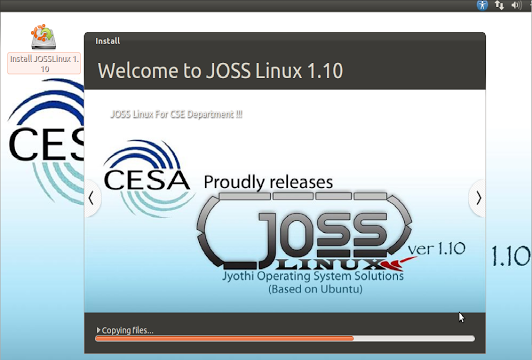 Install JOSSLinux 1.
10
CESA
Install
Welcome to JOSS Linux 1.10
JOSS Linux For CSE Department !!!
CESA
Proudly releases
JOSS
LINUX
ver 1.10
Jyothi Operating System Solutions
(Based on Ubuntu)
1.10
Copying files...